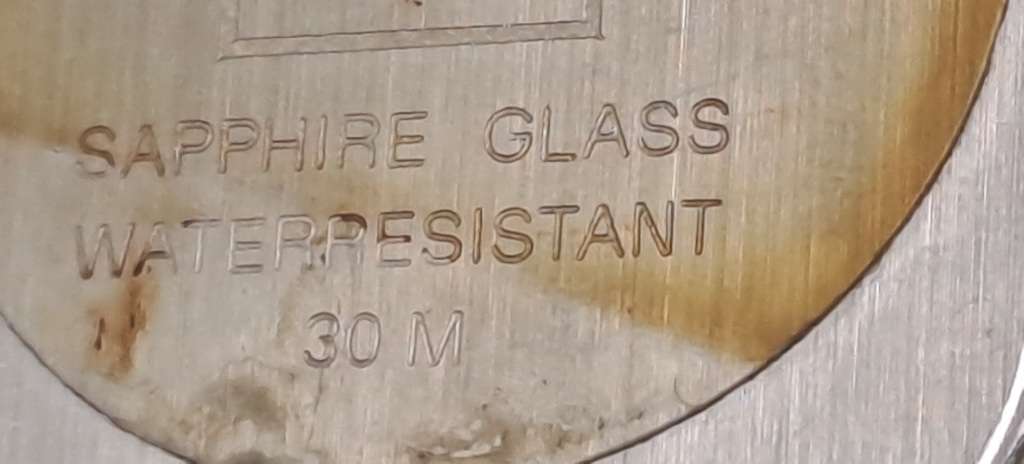 SAPPHIRE GLASS
WATERRESISTANT
30 M